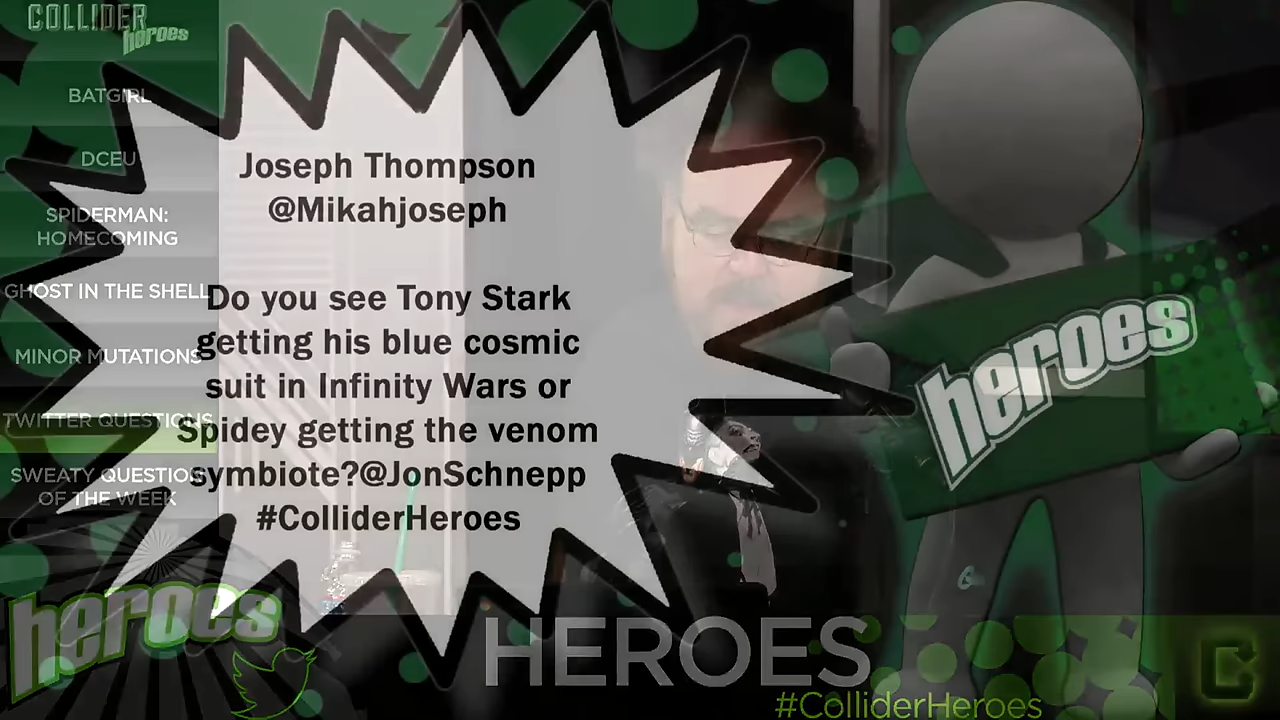 COLLIDER
heroes
BATGIRL
DCEU
SPIDERMAN:
HOMECOMING
GHOST IN THE SHELL
MINOR MUTATIONS
TWITTER QUESTIONS
SWEATY QUESTION
OF THE WEEK
Joseph Thompson
@Mikahjoseph
Do you see Tony Stark
getting his blue cosmic
suit in Infinity Wars or
Spidey getting the venom
symbiote?@JonSchnepp
#ColliderHeroes
heroes
heroes
HEROES
#ColliderHeroes